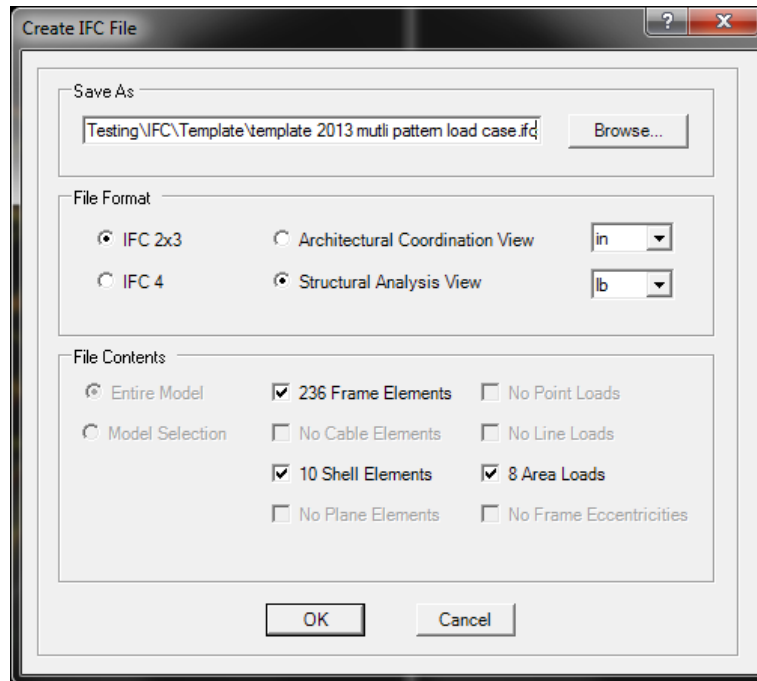 Create IFC File
Save As
Testing\IFC\Template\template 2013 mutli pattern load case.ifc
Browse...
File Format
IFC 2x3
Architectural Coordination View
in
IFC 4
Structural Analysis View
lb
File Contents
Entire Model
236 Frame Elements
No Point Loads
Model Selection
No Cable Elements
No Line Loads
10 Shell Elements
8 Area Loads
No Plane Elements
No Frame Eccentricities
OK
Cancel